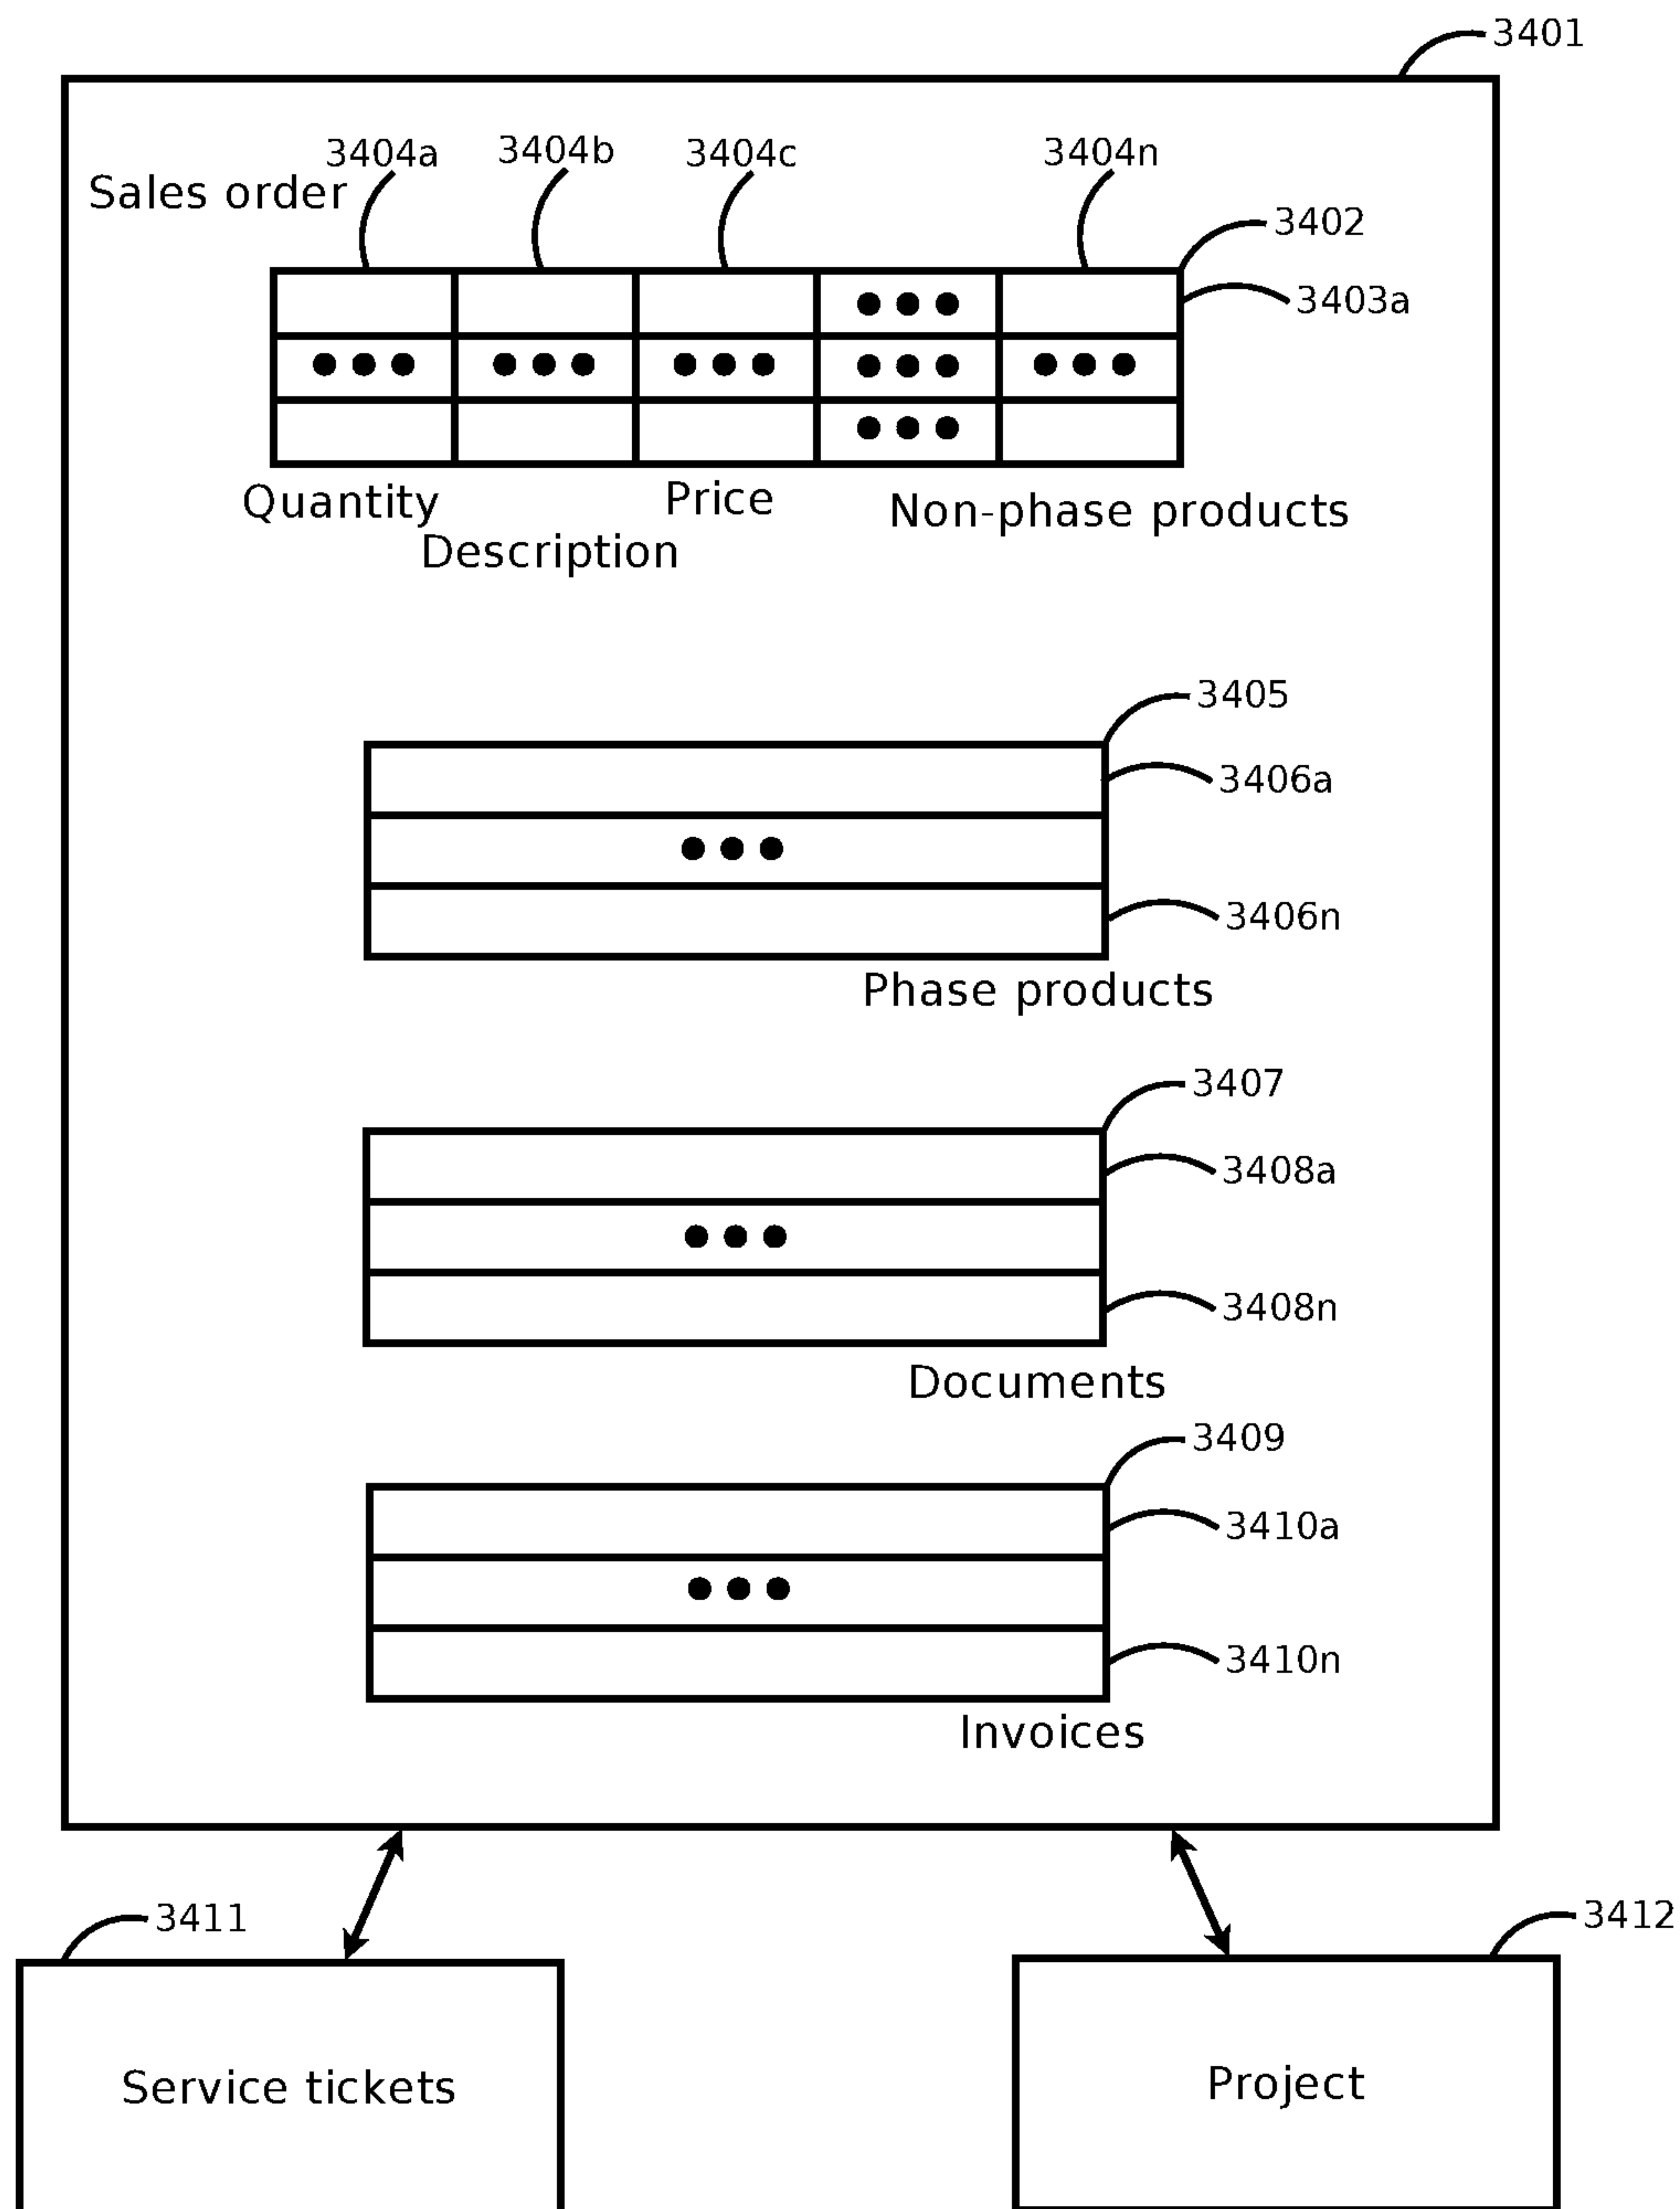 3401
3404a
3404b
3404c
3404n
Sales order
3402
3403a
Quantity
Price
Non-phase products
Description
3405
3406a
3406n
Phase products
3407
3408a
3408n
Documents
3409
3410a
3410n
Invoices
3411
3412
Service tickets
Project